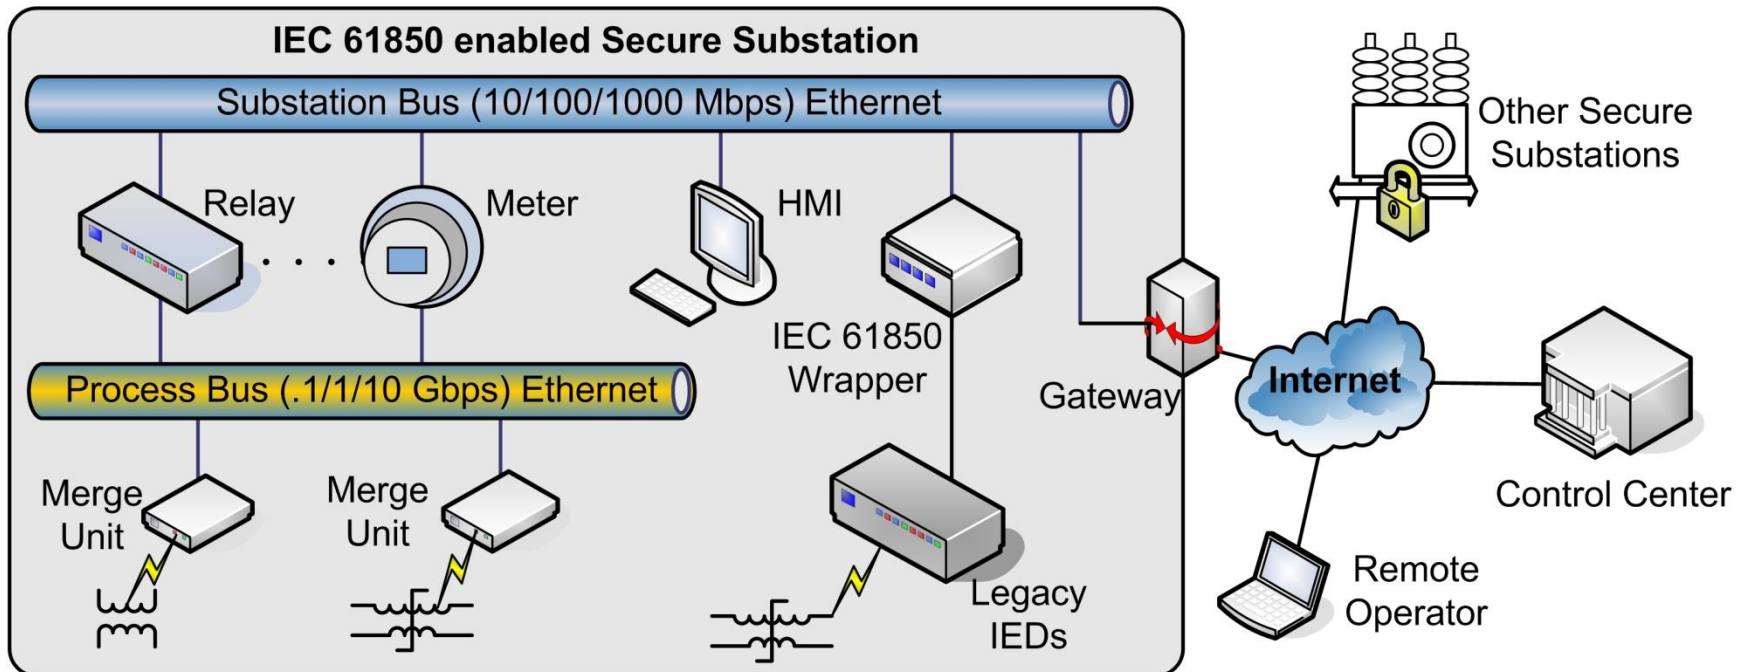 IEC 61850 enabled Secure Substation
Substation Bus (10/100/1000 Mbps) Ethernet
Other Secure
Substations
Relay
Meter
HMI
IEC 61850
Wrapper
Gateway
Internet
Process Bus (.1/1/10 Gbps) Ethernet
Merge
Unit
Merge
Unit
Legacy
IEDs
Control Center
Remote
Operator